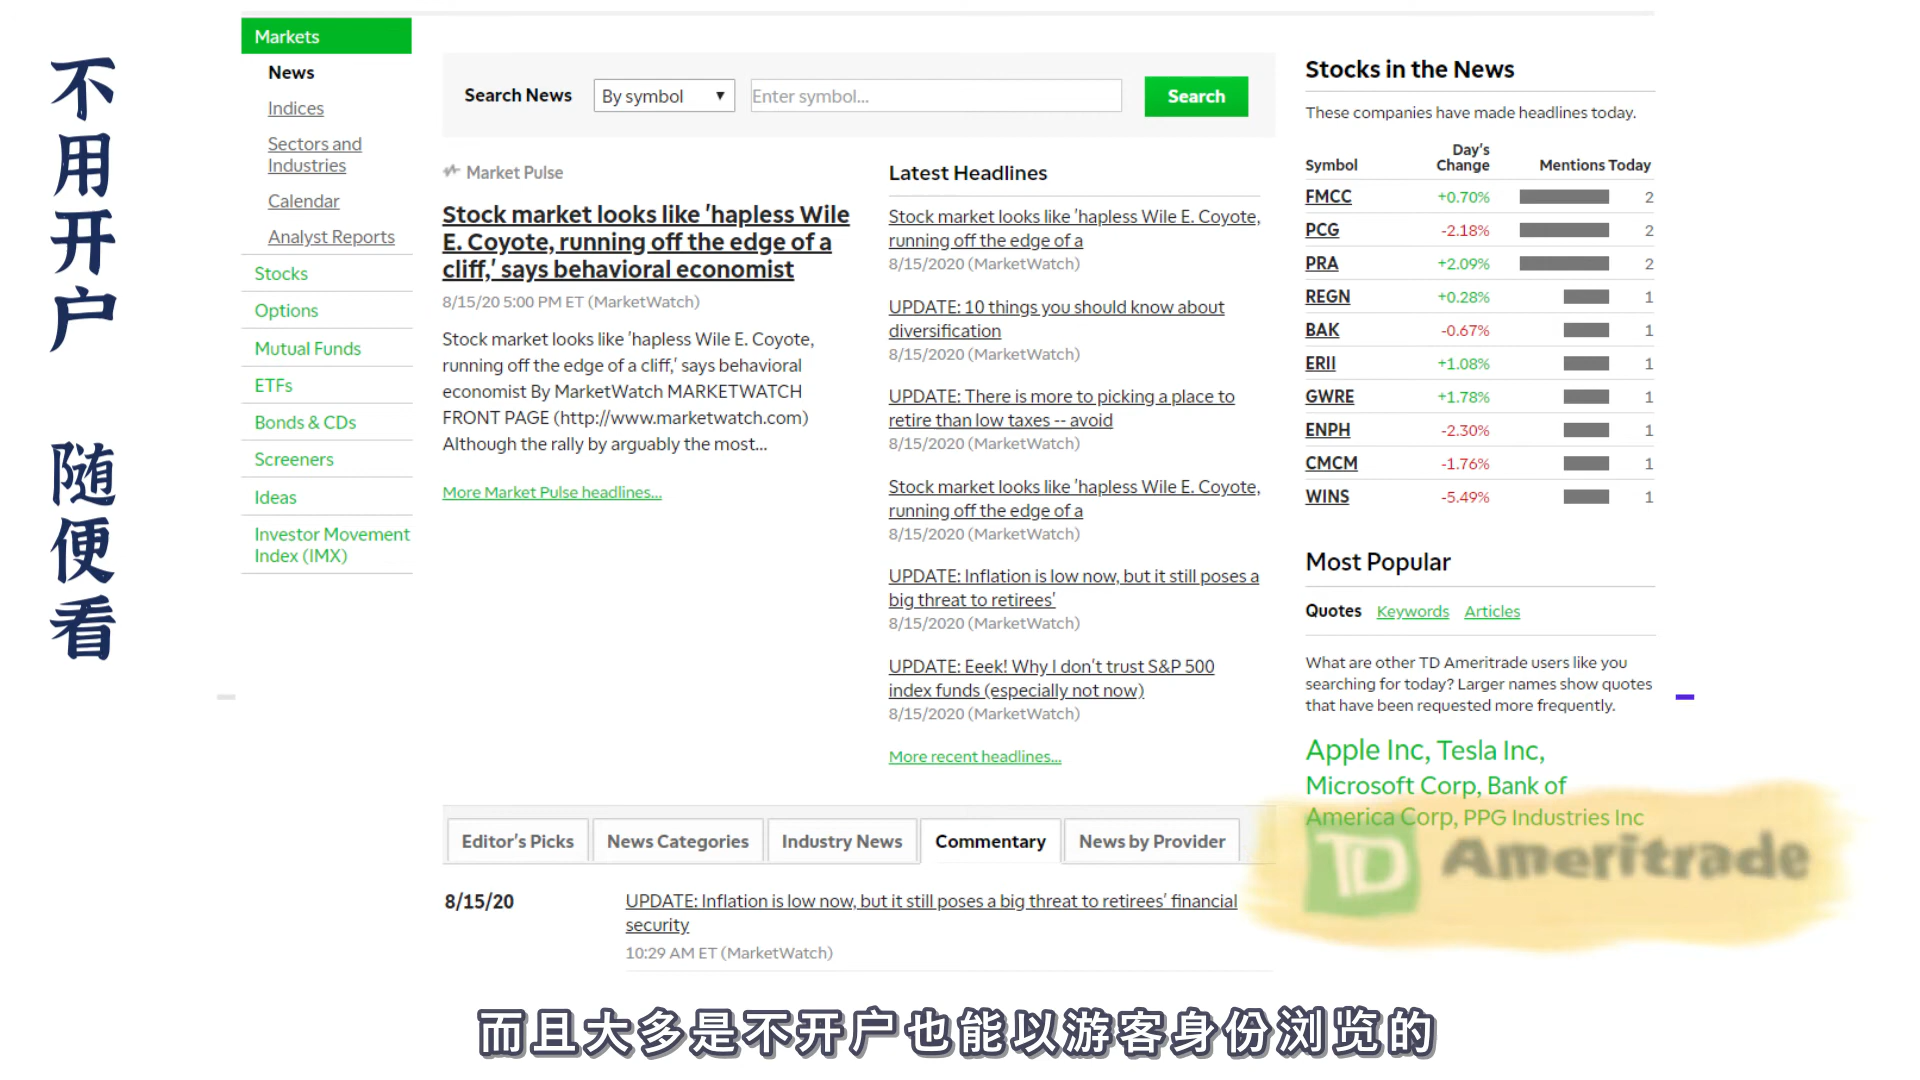 不用开户 随便看
Markets
News
Indices
Sectors and
Industries
Calendar
Analyst Reports
Stocks
Options
Mutual Funds
ETFs
Bonds & CDs
Screeners
Ideas
Investor Movement
Index (IMX)
Search News By symbol Enter symbol... Search
Market Pulse
Stock market looks like 'hapless Wile
E. Coyote, running off the edge of a
cliff,' says behavioral economist
8/15/20 5:00 PM ET (MarketWatch)
Stock market looks like 'hapless Wile E. Coyote,
running off the edge of a cliff,' says behavioral
economist By MarketWatch MARKETWATCH
FRONT PAGE (http://www.marketwatch.com)
Although the rally by arguably the most...
More Market Pulse headlines...
Latest Headlines
Stock market looks like 'hapless Wile E. Coyote,
running off the edge of a
8/15/2020 (MarketWatch)
UPDATE: 10 things you should know about
diversification
8/15/2020 (MarketWatch)
UPDATE: There is more to picking a place to
retire than low taxes -- avoid
8/15/2020 (MarketWatch)
Stock market looks like 'hapless Wile E. Coyote,
running off the edge of a
8/15/2020 (MarketWatch)
UPDATE: Inflation is low now, but it still poses a
big threat to retirees'
8/15/2020 (MarketWatch)
UPDATE: Eeek! Why I don't trust S&P 500
index funds (especially not now)
8/15/2020 (MarketWatch)
More recent headlines...
Stocks in the News
These companies have made headlines today.
Symbol Day's Change Mentions Today
FMCC +0.70% 2
PCG -2.18% 2
PRA +2.09% 2
REGN +0.28% 1
BAK -0.67% 1
ERII +1.08% 1
GWRE +1.78% 1
ENPH -2.30% 1
CMCM -1.76% 1
WINS -5.49% 1
Most Popular
Quotes Keywords Articles
What are other TD Ameritrade users like you
searching for today? Larger names show quotes
that have been requested more frequently.
Apple Inc, Tesla Inc,
Microsoft Corp, Bank of
America Corp, PPG Industries Inc
TD Ameritrade
Editor's Picks News Categories Industry News Commentary News by Provider
8/15/20 UPDATE: Inflation is low now, but it still poses a big threat to retirees' financial
security
10:29 AM ET (MarketWatch)
而且大多是不开户也能以游客身份浏览的